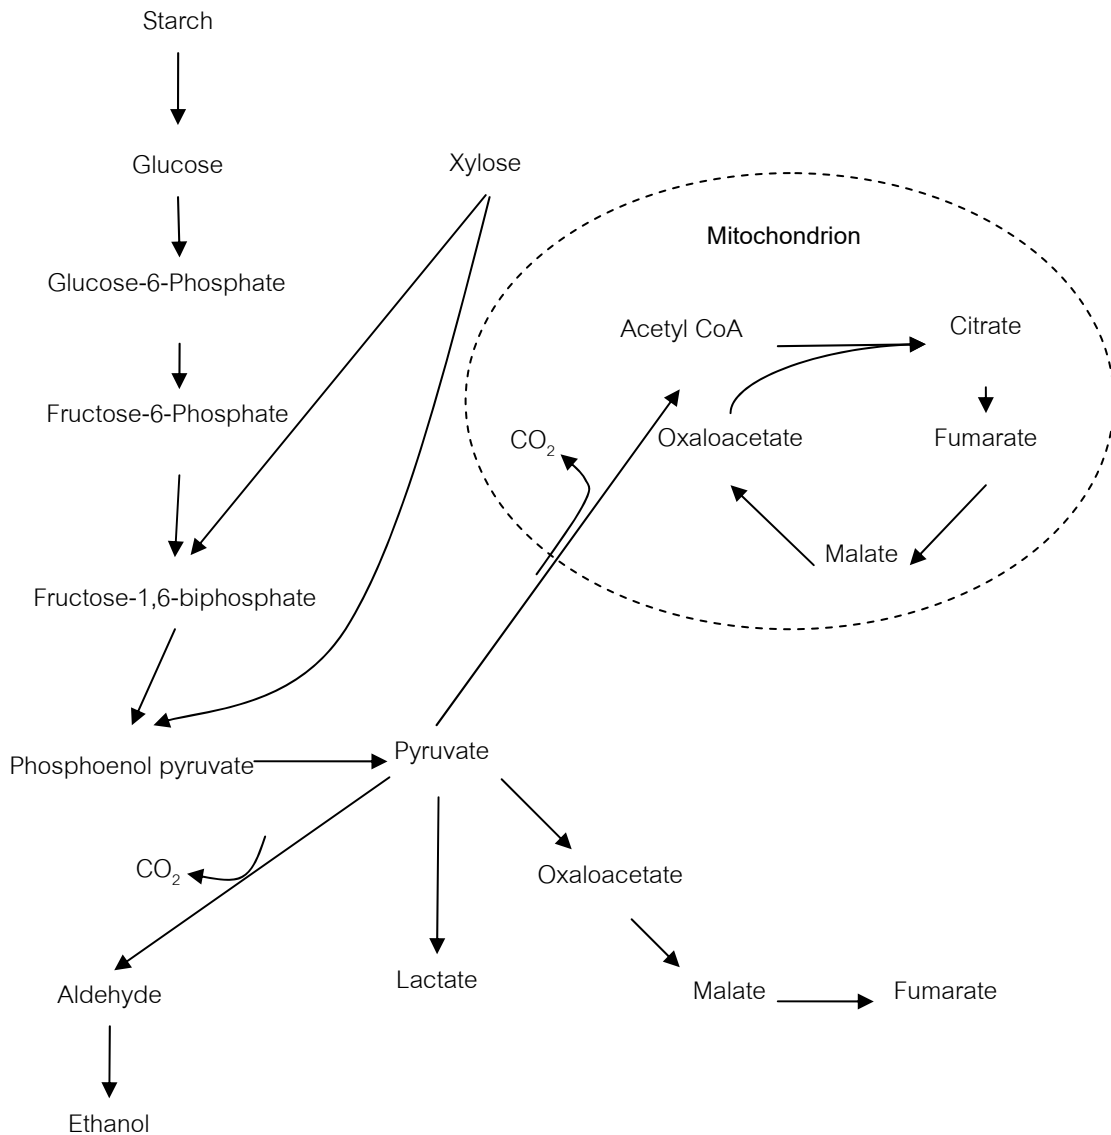 Starch
Glucose
Xylose
Mitochondrion
Glucose-6-Phosphate
Acetyl CoA
Citrate
Fructose-6-Phosphate
CO2
Oxaloacetate
Fumarate
Malate
Fructose-1,6-biphosphate
Phosphoenol pyruvate
Pyruvate
CO2
Oxaloacetate
Aldehyde
Lactate
Malate
Fumarate
Ethanol